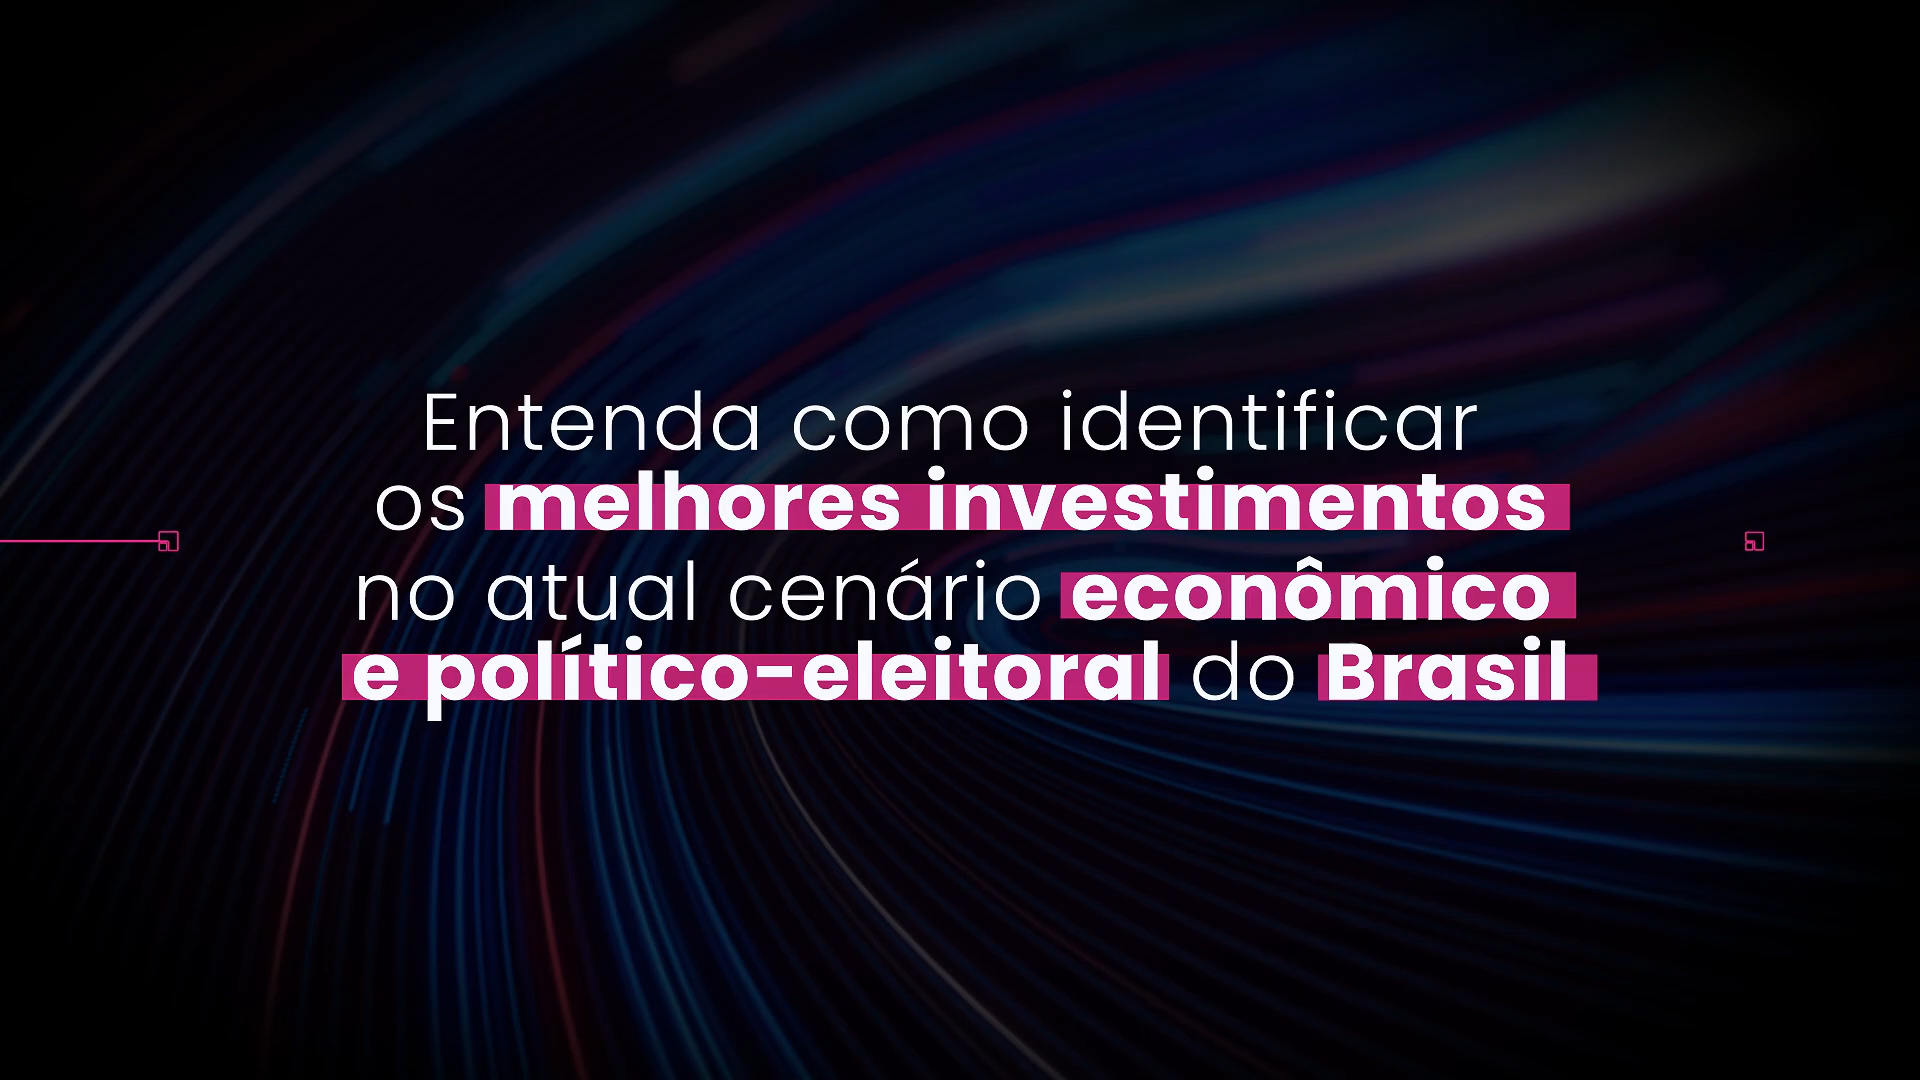 Entenda como identificar
os melhores investimentos
no atual cenário econômico
e político-eleitoral do Brasil